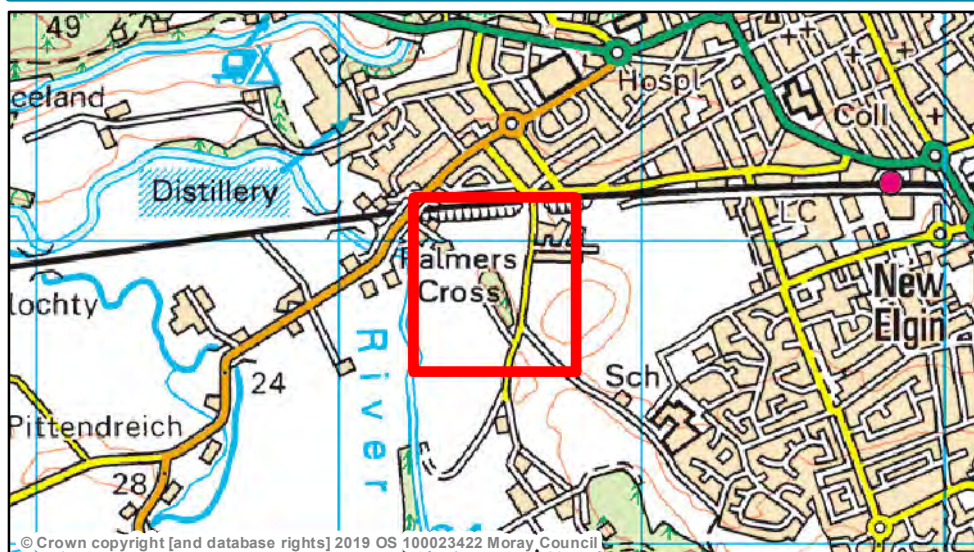 49
Hospl
celand
Coll
Distillery
LC
Palmers
Cross
New
Elgin
lochty
River
24
Sch
Pittendreich
28
© Crown copyright [and database rights] 2019 OS 100023422 Moray Council